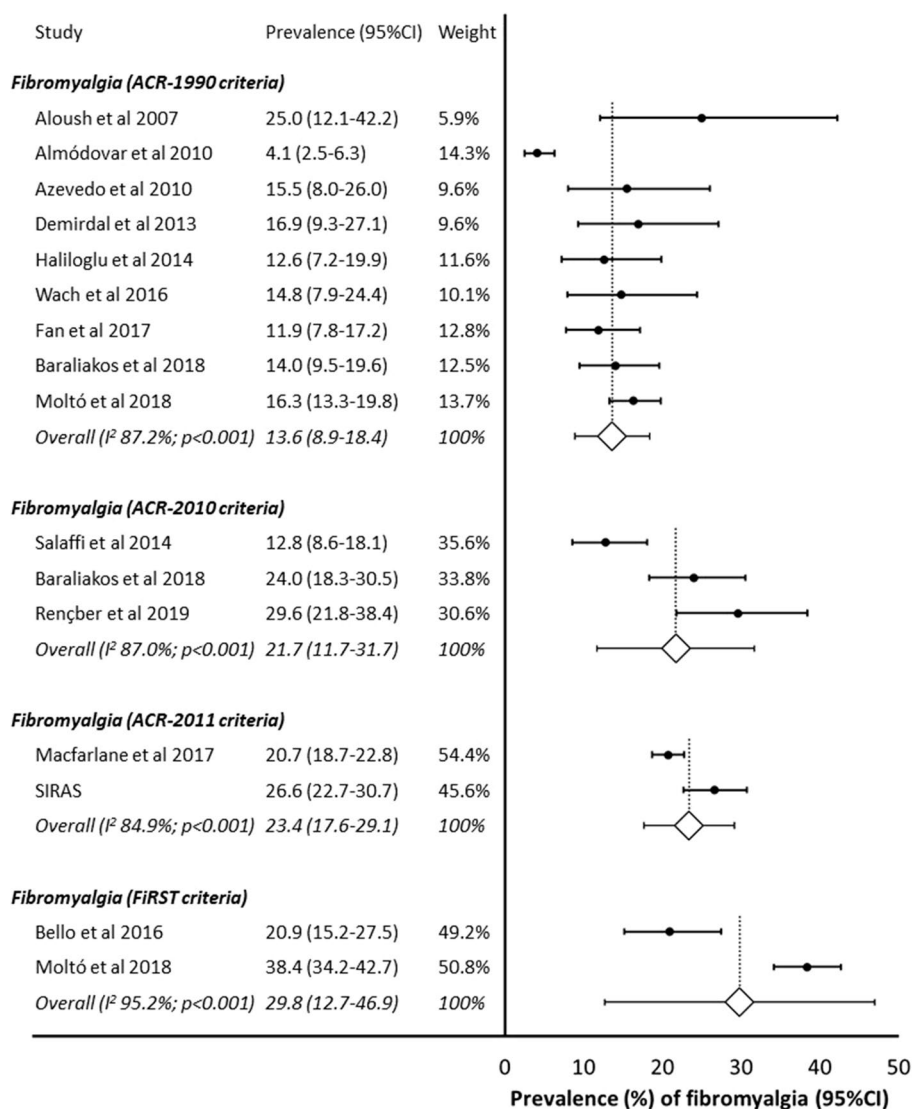 Study Prevalence (95%CI) Weight
Fibromyalgia (ACR-1990 criteria)
Aloush et al 2007 25.0 (12.1-42.2) 5.9%
Almódovar et al 2010 4.1 (2.5-6.3) 14.3%
Azevedo et al 2010 15.5 (8.0-26.0) 9.6%
Demirdal et al 2013 16.9 (9.3-27.1) 9.6%
Haliloglu et al 2014 12.6 (7.2-19.9) 11.6%
Wach et al 2016 14.8 (7.9-24.4) 10.1%
Fan et al 2017 11.9 (7.8-17.2) 12.8%
Baraliakos et al 2018 14.0 (9.5-19.6) 12.5%
Moltó et al 2018 16.3 (13.3-19.8) 13.7%
Overall (I² 87.2%; p<0.001) 13.6 (8.9-18.4) 100%
Fibromyalgia (ACR-2010 criteria)
Salaffi et al 2014 12.8 (8.6-18.1) 35.6%
Baraliakos et al 2018 24.0 (18.3-30.5) 33.8%
Rençber et al 2019 29.6 (21.8-38.4) 30.6%
Overall (I² 87.0%; p<0.001) 21.7 (11.7-31.7) 100%
Fibromyalgia (ACR-2011 criteria)
Macfarlane et al 2017 20.7 (18.7-22.8) 54.4%
SIRAS 26.6 (22.7-30.7) 45.6%
Overall (I² 84.9%; p<0.001) 23.4 (17.6-29.1) 100%
Fibromyalgia (FiRST criteria)
Bello et al 2016 20.9 (15.2-27.5) 49.2%
Moltó et al 2018 38.4 (34.2-42.7) 50.8%
Overall (I² 95.2%; p<0.001) 29.8 (12.7-46.9) 100%
0 10 20 30 40 50
Prevalence (%) of fibromyalgia (95%CI)